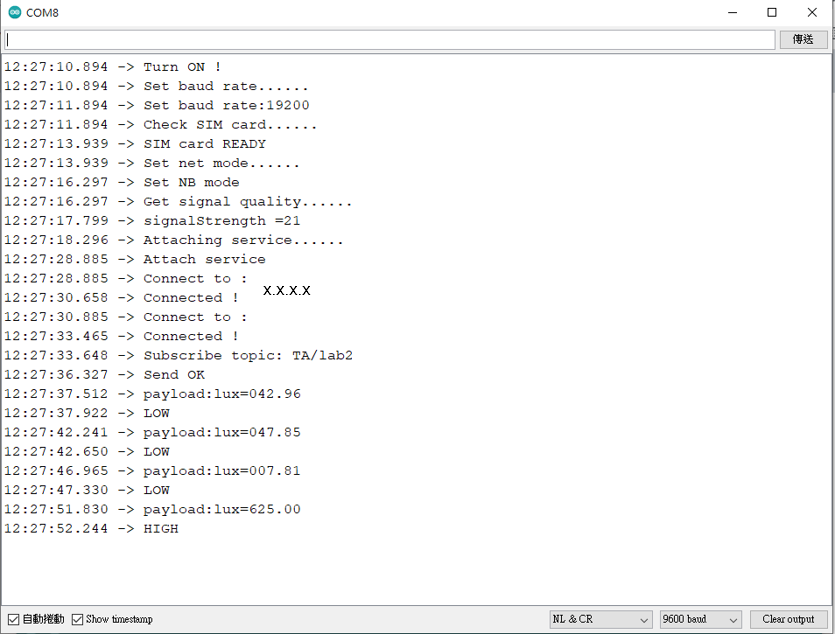 COM8
傳送
12:27:10.894 -> Turn ON !
12:27:10.894 -> Set baud rate......
12:27:11.894 -> Set baud rate:19200
12:27:11.894 -> Check SIM card......
12:27:13.939 -> SIM card READY
12:27:13.939 -> Set net mode......
12:27:16.297 -> Set NB mode
12:27:16.297 -> Get signal quality......
12:27:17.799 -> signalStrength =21
12:27:18.296 -> Attaching service......
12:27:28.885 -> Attach service
12:27:28.885 -> Connect to :
X.X.X.X
12:27:30.658 -> Connected !
12:27:30.885 -> Connect to :
12:27:33.465 -> Connected !
12:27:33.648 -> Subscribe topic: TA/lab2
12:27:36.327 -> Send OK
12:27:37.512 -> payload:lux=042.96
12:27:37.922 -> LOW
12:27:42.241 -> payload:lux=047.85
12:27:42.650 -> LOW
12:27:46.965 -> payload:lux=007.81
12:27:47.330 -> LOW
12:27:51.830 -> payload:lux=625.00
12:27:52.244 -> HIGH
自動捲動 Show timestamp NL & CR 9600 baud Clear output